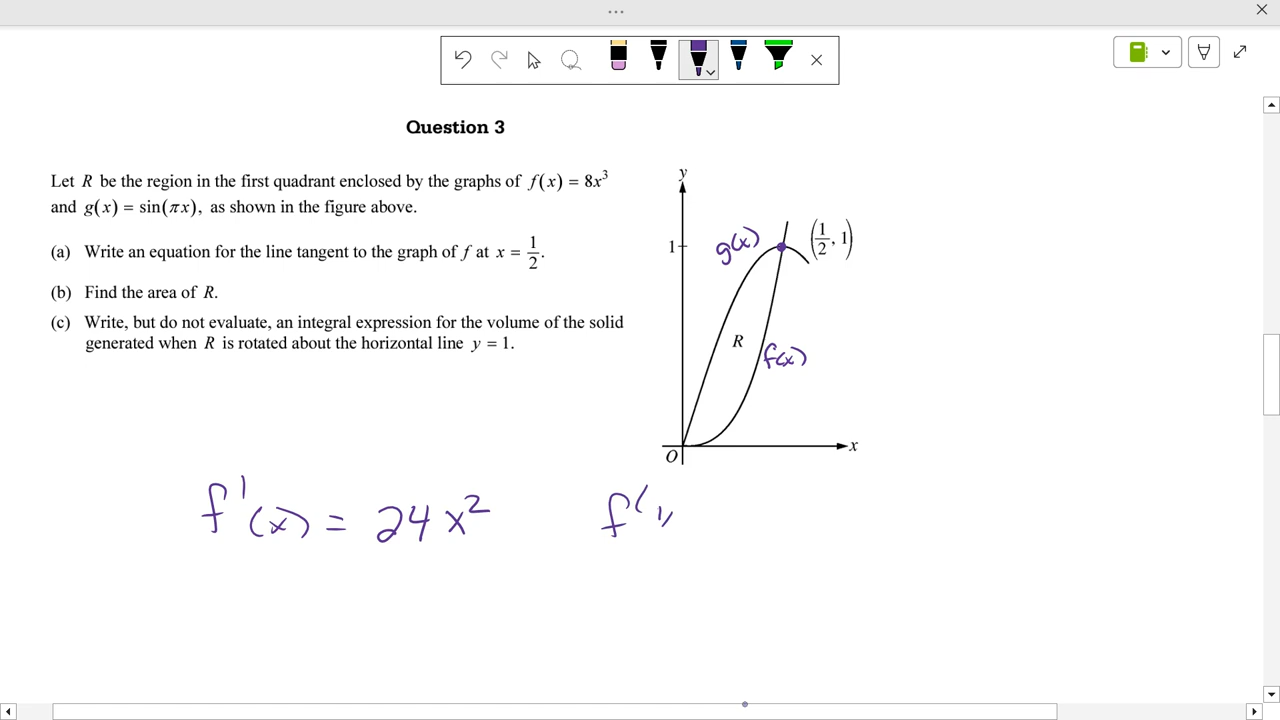 Question 3
Let R be the region in the first quadrant enclosed by the graphs of f(x) = 8x³
and g(x) = sin(πx), as shown in the figure above.
(a) Write an equation for the line tangent to the graph of f at x = 1/2.
(b) Find the area of R.
(c) Write, but do not evaluate, an integral expression for the volume of the solid
generated when R is rotated about the horizontal line y = 1.
y
1
g(x)
(1/2, 1)
R
f(x)
O
x
f'(x) = 24x²
f'(